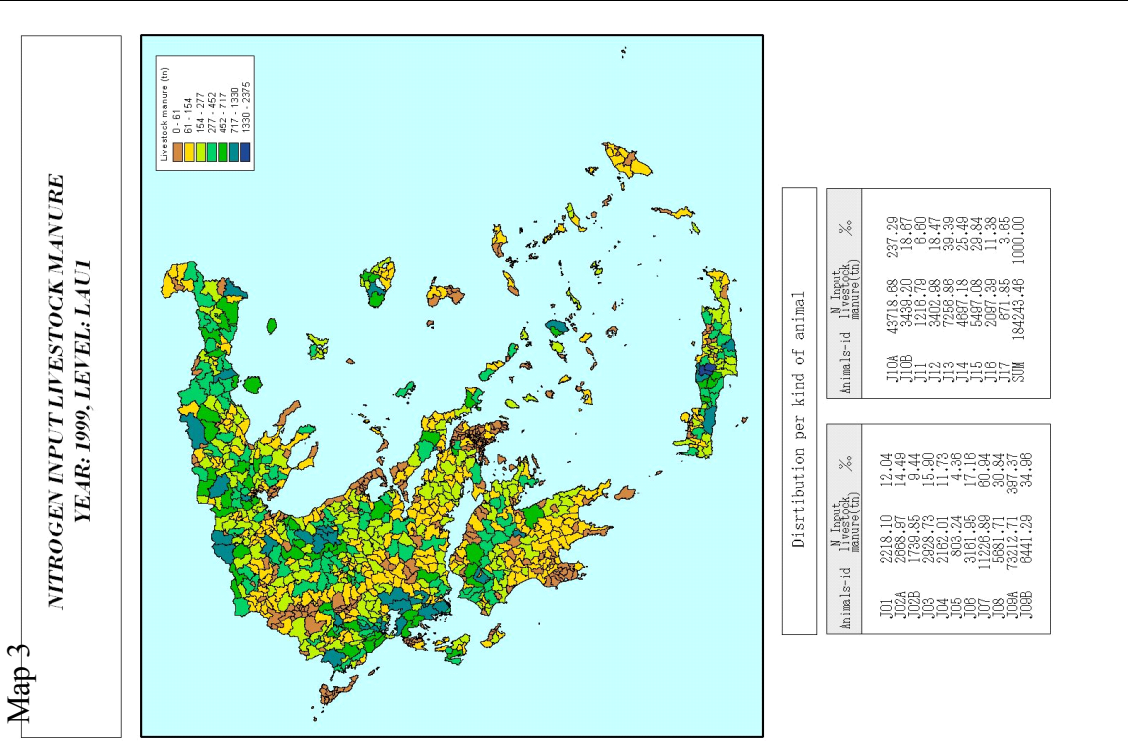 Map 3
NITROGEN INPUT LIVESTOCK MANURE
YEAR: 1999, LEVEL: LAU1
Livestock manure (tn)
0 - 61
61 - 154
154 - 277
277 - 452
452 - 717
717 - 1330
1330 - 2375
Disrtibution per kind of animal
Animals-id N Input livestock manure(tn) ‰
J01 2218.10 12.04
J02A 2668.97 14.49
J02B 1739.85 9.44
J03 2928.73 15.90
J04 2162.01 11.73
J05 803.24 4.36
J06 3161.95 17.16
J07 11226.89 60.94
J08 5681.71 30.84
J09A 73212.71 397.37
J09B 6441.29 34.96
Animals-id N Input livestock manure(tn) ‰
J10A 43718.68 237.29
J10B 3439.20 18.67
J11 1216.79 6.60
J12 3402.98 18.47
J13 7256.88 39.39
J14 4697.18 25.49
J15 5497.08 29.84
J16 2097.39 11.38
J17 671.85 3.65
SUM 184243.46 1000.00